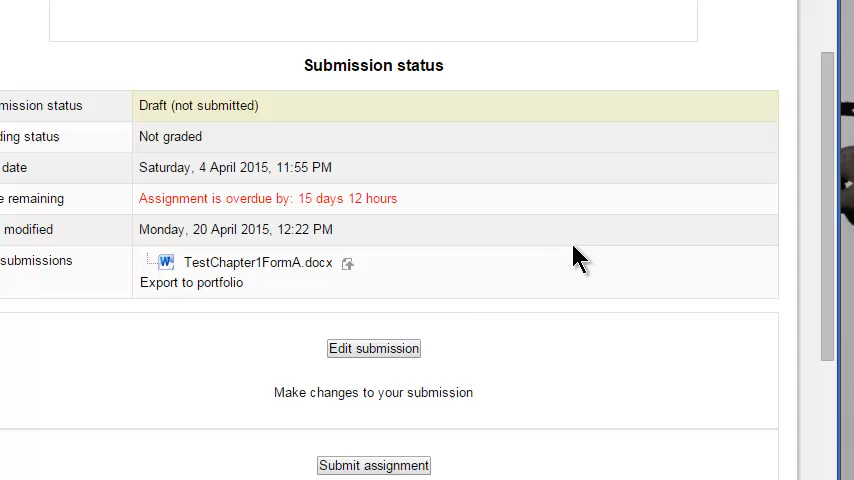 Submission status
mission status Draft (not submitted)
ding status Not graded
date Saturday, 4 April 2015, 11:55 PM
e remaining Assignment is overdue by: 15 days 12 hours
modified Monday, 20 April 2015, 12:22 PM
submissions TestChapter1FormA.docx
Export to portfolio
Edit submission
Make changes to your submission
Submit assignment